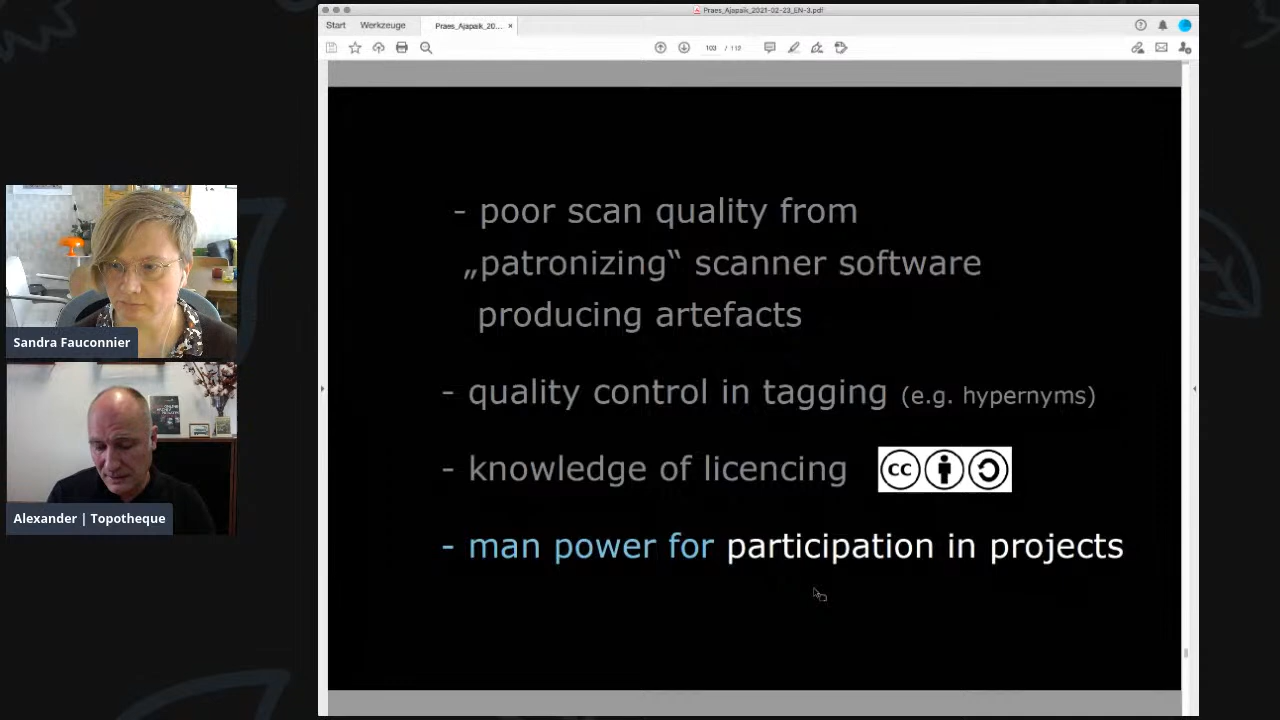 Praes_Ajapaik_2021-02-23_EN-3.pdf
Start Werkzeuge Praes_Ajapaik_20... ×
103 / 112
- poor scan quality from
„patronizing“ scanner software
producing artefacts
- quality control in tagging (e.g. hypernyms)
- knowledge of licencing cc
- man power for participation in projects
Sandra Fauconnier
Alexander | Topotheque